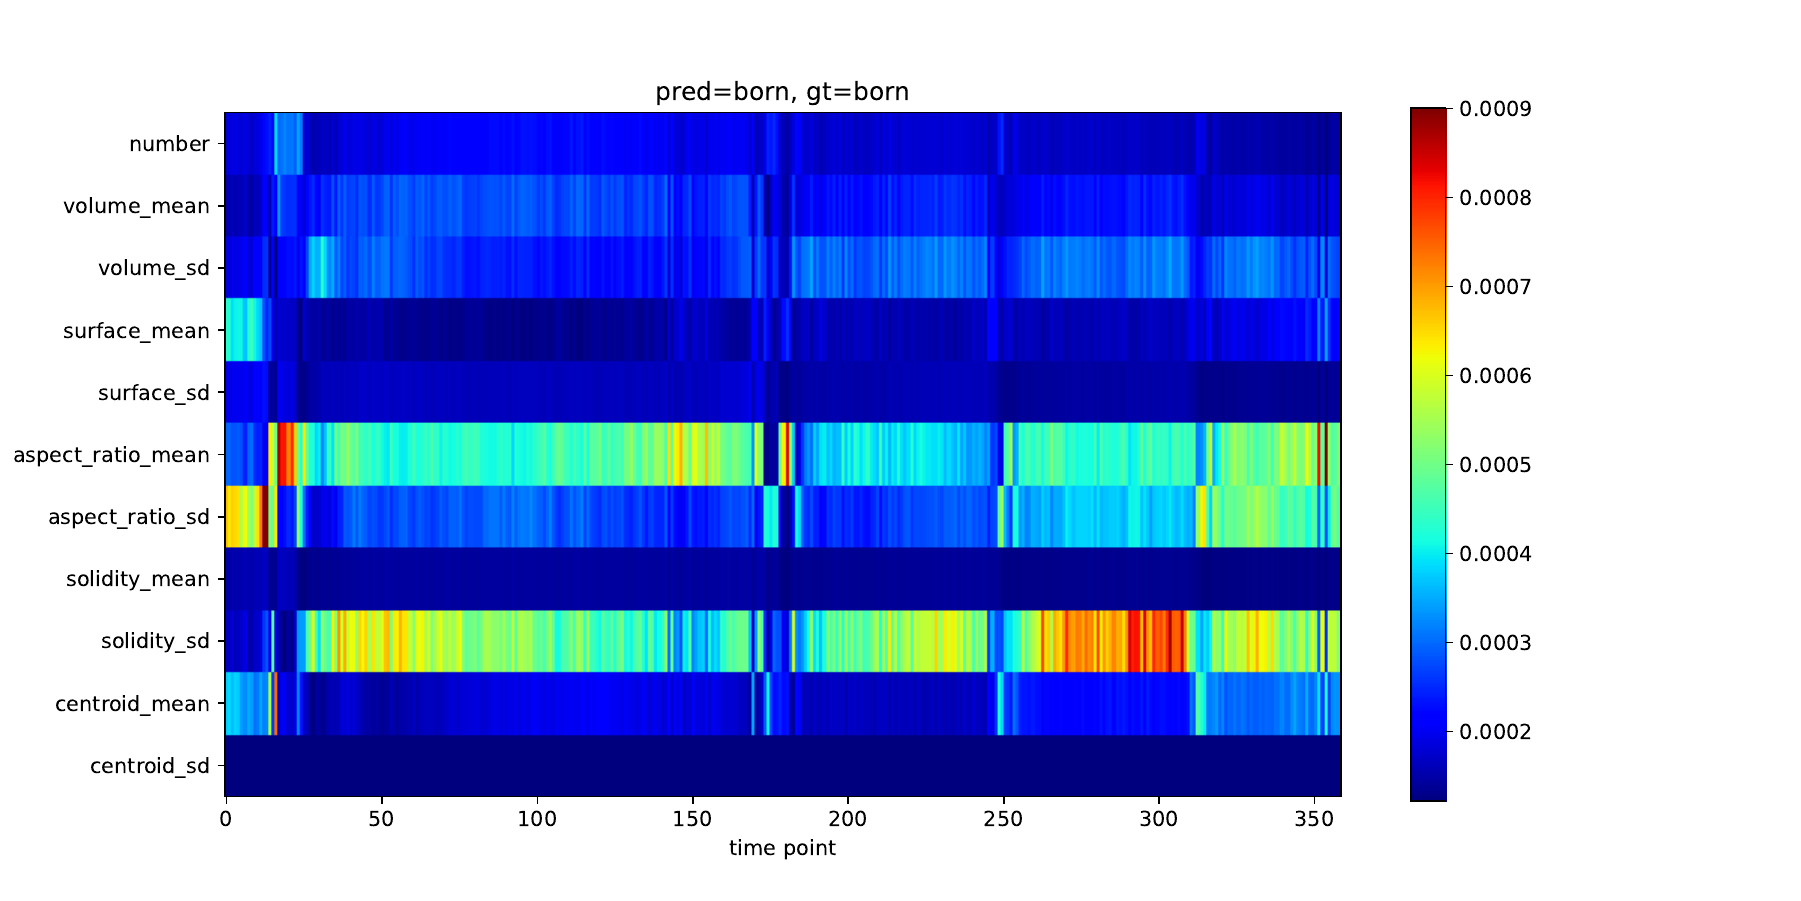 pred=born, gt=born
number
volume_mean
volume_sd
surface_mean
surface_sd
aspect_ratio_mean
aspect_ratio_sd
solidity_mean
solidity_sd
centroid_mean
centroid_sd
0 50 100 150 200 250 300 350
time point
0.0009
0.0008
0.0007
0.0006
0.0005
0.0004
0.0003
0.0002